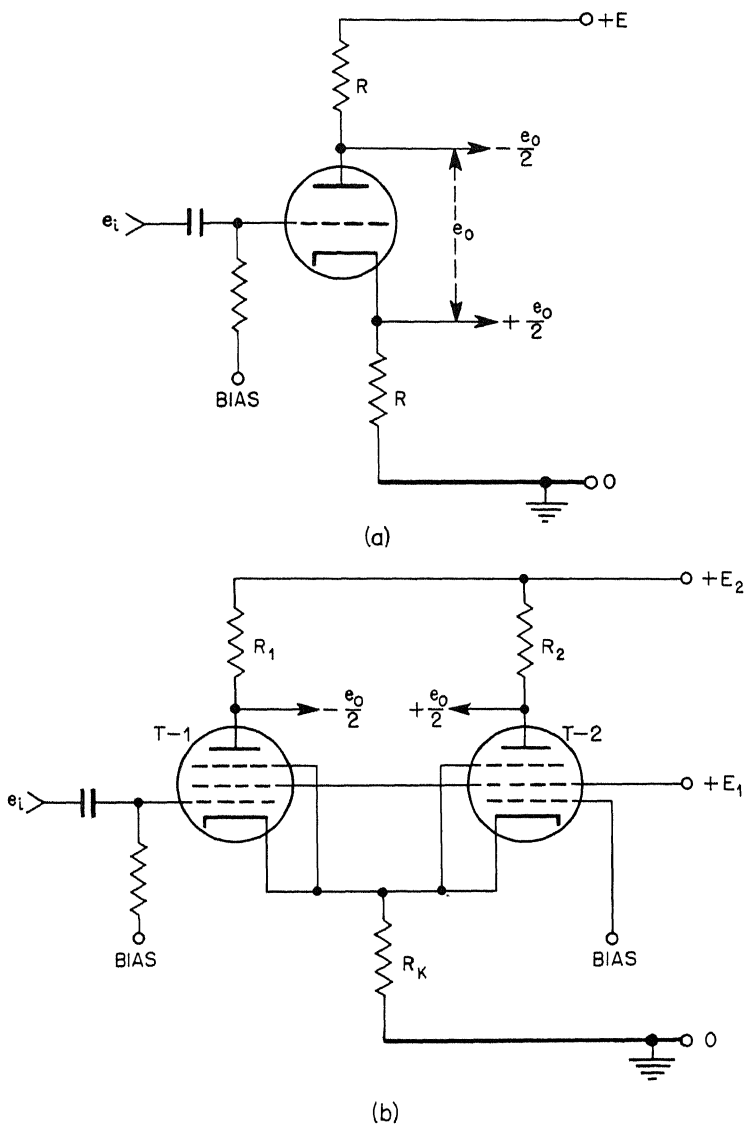 +E
R
- e₀/2
eᵢ
e₀
+ e₀/2
BIAS
R
0
(a)
+E₂
R₁
R₂
- e₀/2
+ e₀/2
T-1
T-2
eᵢ
+E₁
BIAS
R_K
BIAS
0
(b)